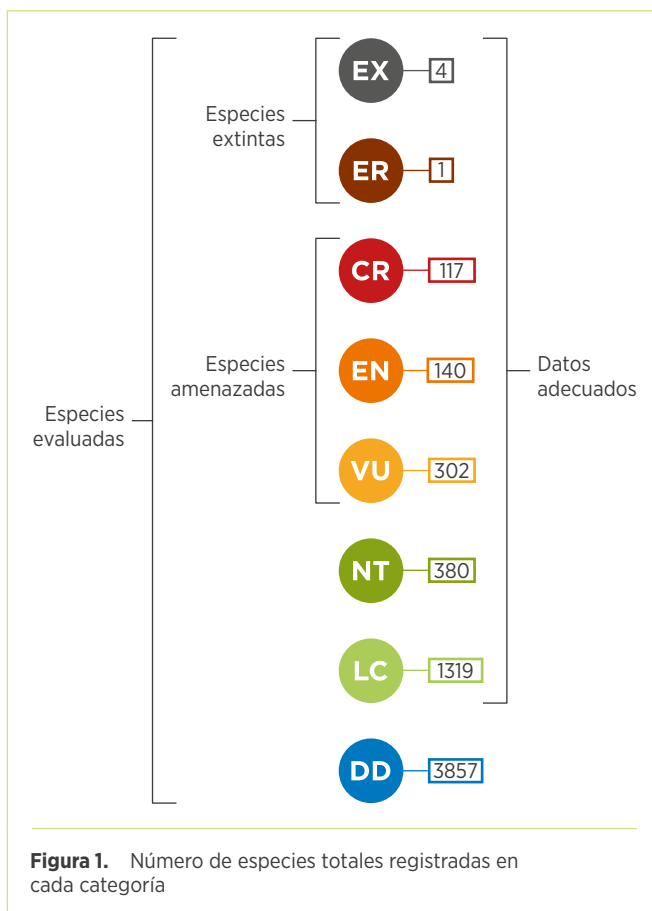 EX 4
Especies
extintas
ER 1
CR 117
Especies
amenazadas
EN 140
Datos
adecuados
Especies
evaluadas
VU 302
NT 380
LC 1319
DD 3857
Figura 1. Número de especies totales registradas en
cada categoría